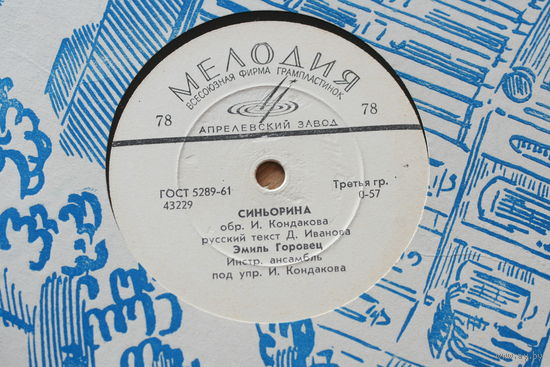 МЕЛОДИЯ
ВСЕСОЮЗНАЯ ФИРМА ГРАМПЛАСТИНОК
78 78
АПРЕЛЕВСКИЙ ЗАВОД
ГОСТ 5289-61 Третья гр.
43229 0-57
СИНЬОРИНА
обр. И. Кондакова
русский текст Д. Иванова
Эмиль Горовец
Инстр. ансамбль
под упр. И. Кондакова